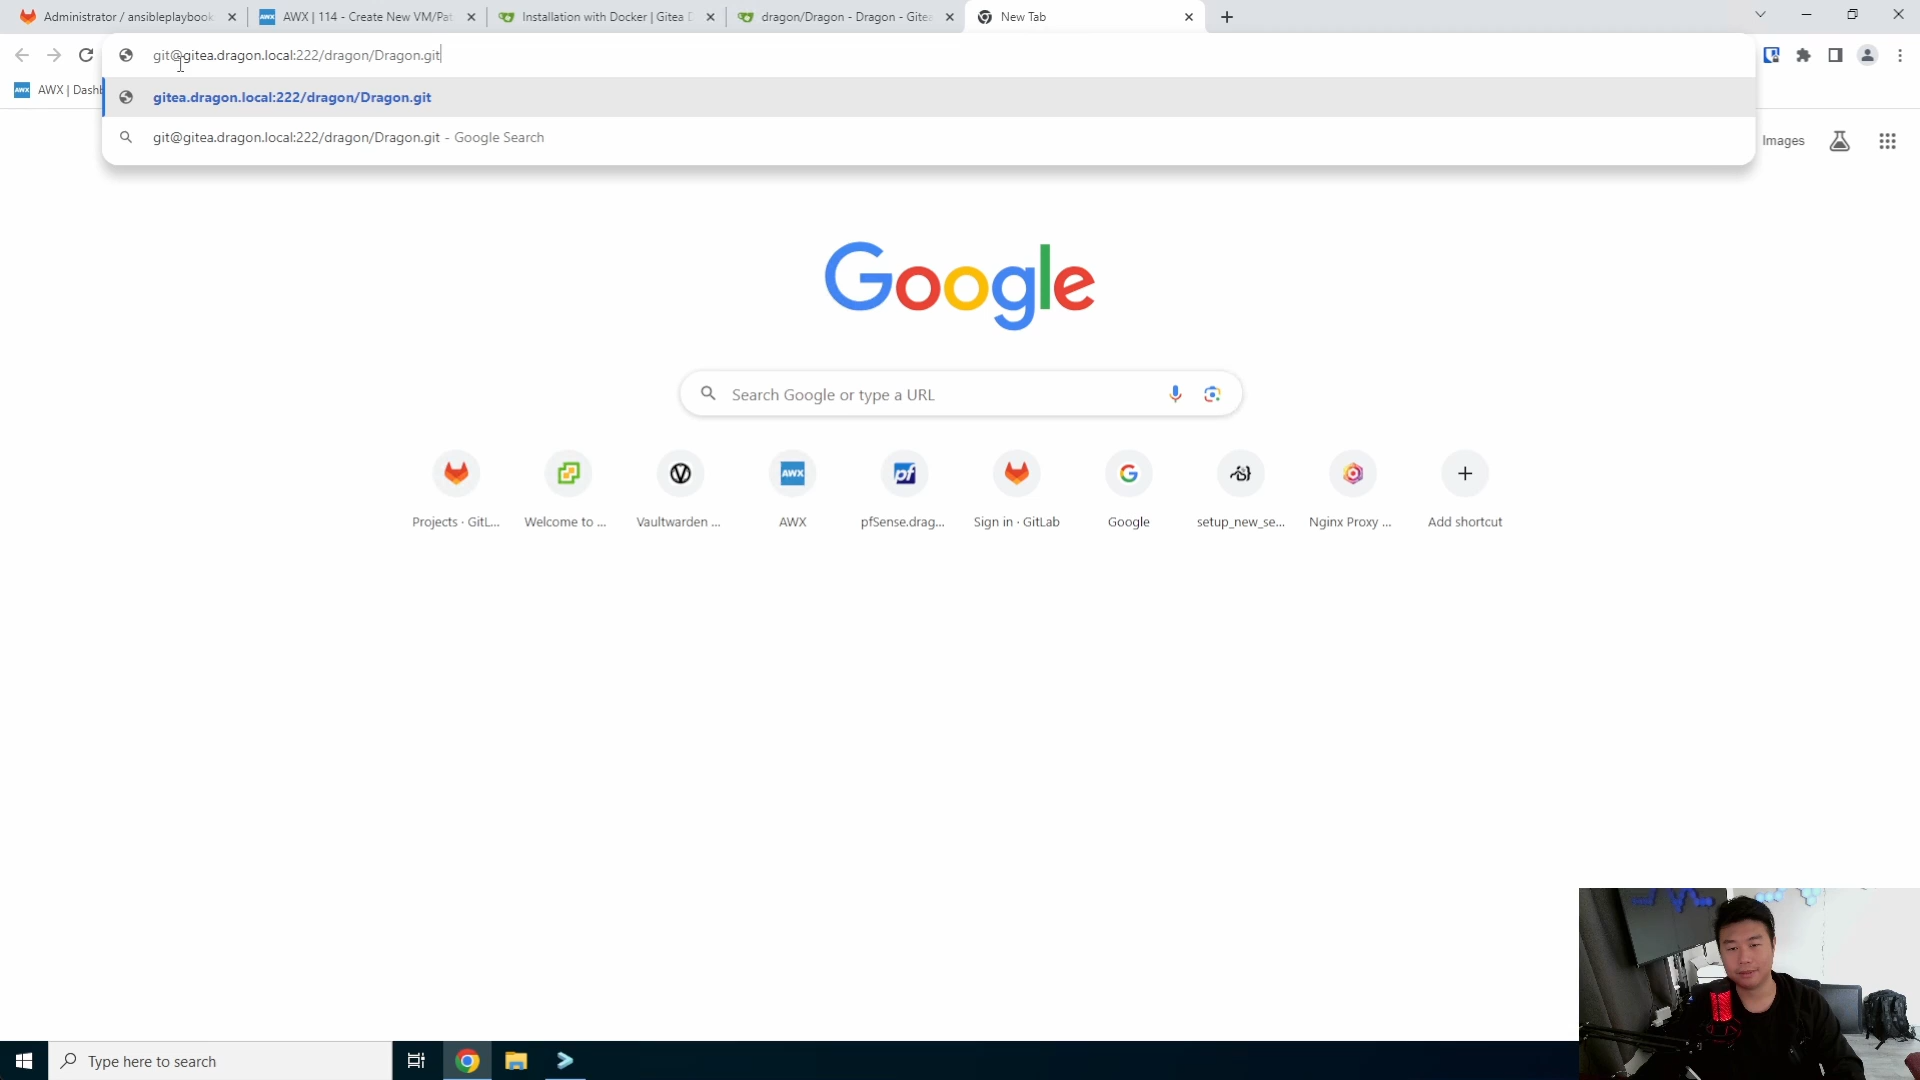 Administrator / ansibleplaybook
AWX | 114 - Create New VM/Pat
Installation with Docker | Gitea D
dragon/Dragon - Dragon - Gitea
New Tab
git@gitea.dragon.local:222/dragon/Dragon.git
AWX | Dashb
gitea.dragon.local:222/dragon/Dragon.git
git@gitea.dragon.local:222/dragon/Dragon.git - Google Search
Images
Google
Search Google or type a URL
AWX
pf
Projects · GitL...
Welcome to ...
Vaultwarden ...
AWX
pfSense.drag...
Sign in · GitLab
Google
setup_new_se...
Nginx Proxy ...
Add shortcut
Type here to search